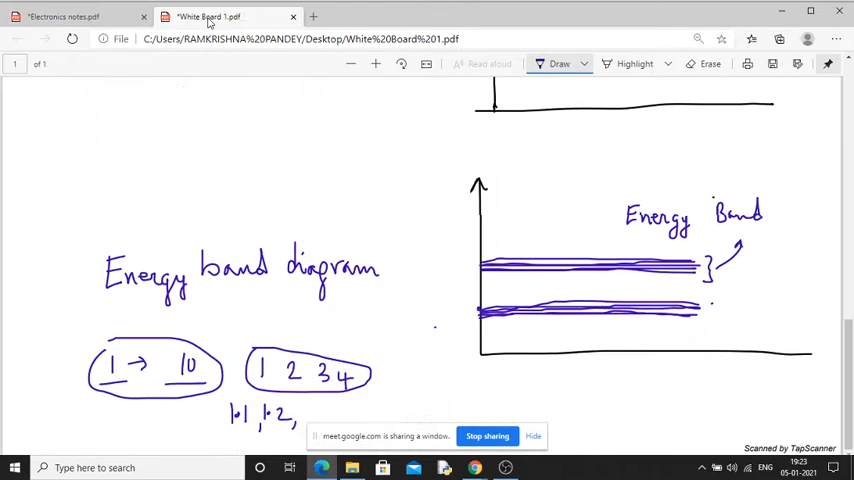 *Electronics notes.pdf
*White Board 1.pdf
File
C:/Users/RAMKRISHNA%20PANDEY/Desktop/White%20Board%201.pdf
1 of 1
Read aloud
Draw
Highlight
Erase
Energy Band
Energy band diagram
1 → 10
1 2 3 4
1.1, 1.2,
meet.google.com is sharing a window.
Stop sharing
Hide
Scanned by TapScanner
Type here to search
ENG
19:23
05-01-2021